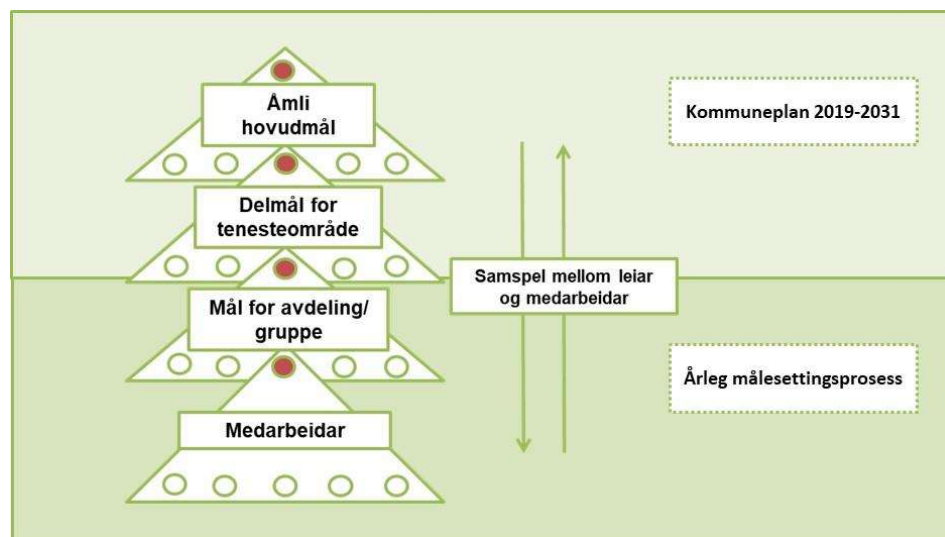 Åmli
hovudmål
Kommuneplan 2019-2031
Delmål for
tenesteområde
Samspel mellom leiar
og medarbeidar
Mål for avdeling/
gruppe
Årleg målesettingsprosess
Medarbeidar